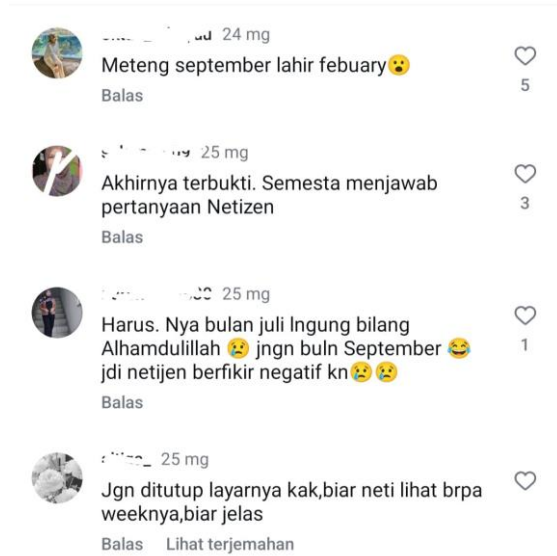 24 mg
Meteng september lahir febuary😮
5
Balas
25 mg
Akhirnya terbukti. Semesta menjawab
pertanyaan Netizen
3
Balas
25 mg
Harus. Nya bulan juli lngung bilang
Alhamdulillah 😢 jngn buln September 😂
jdi netijen berfikir negatif kn😢😢
1
Balas
25 mg
Jgn ditutup layarnya kak,biar neti lihat brpa
weeknya,biar jelas
Balas Lihat terjemahan